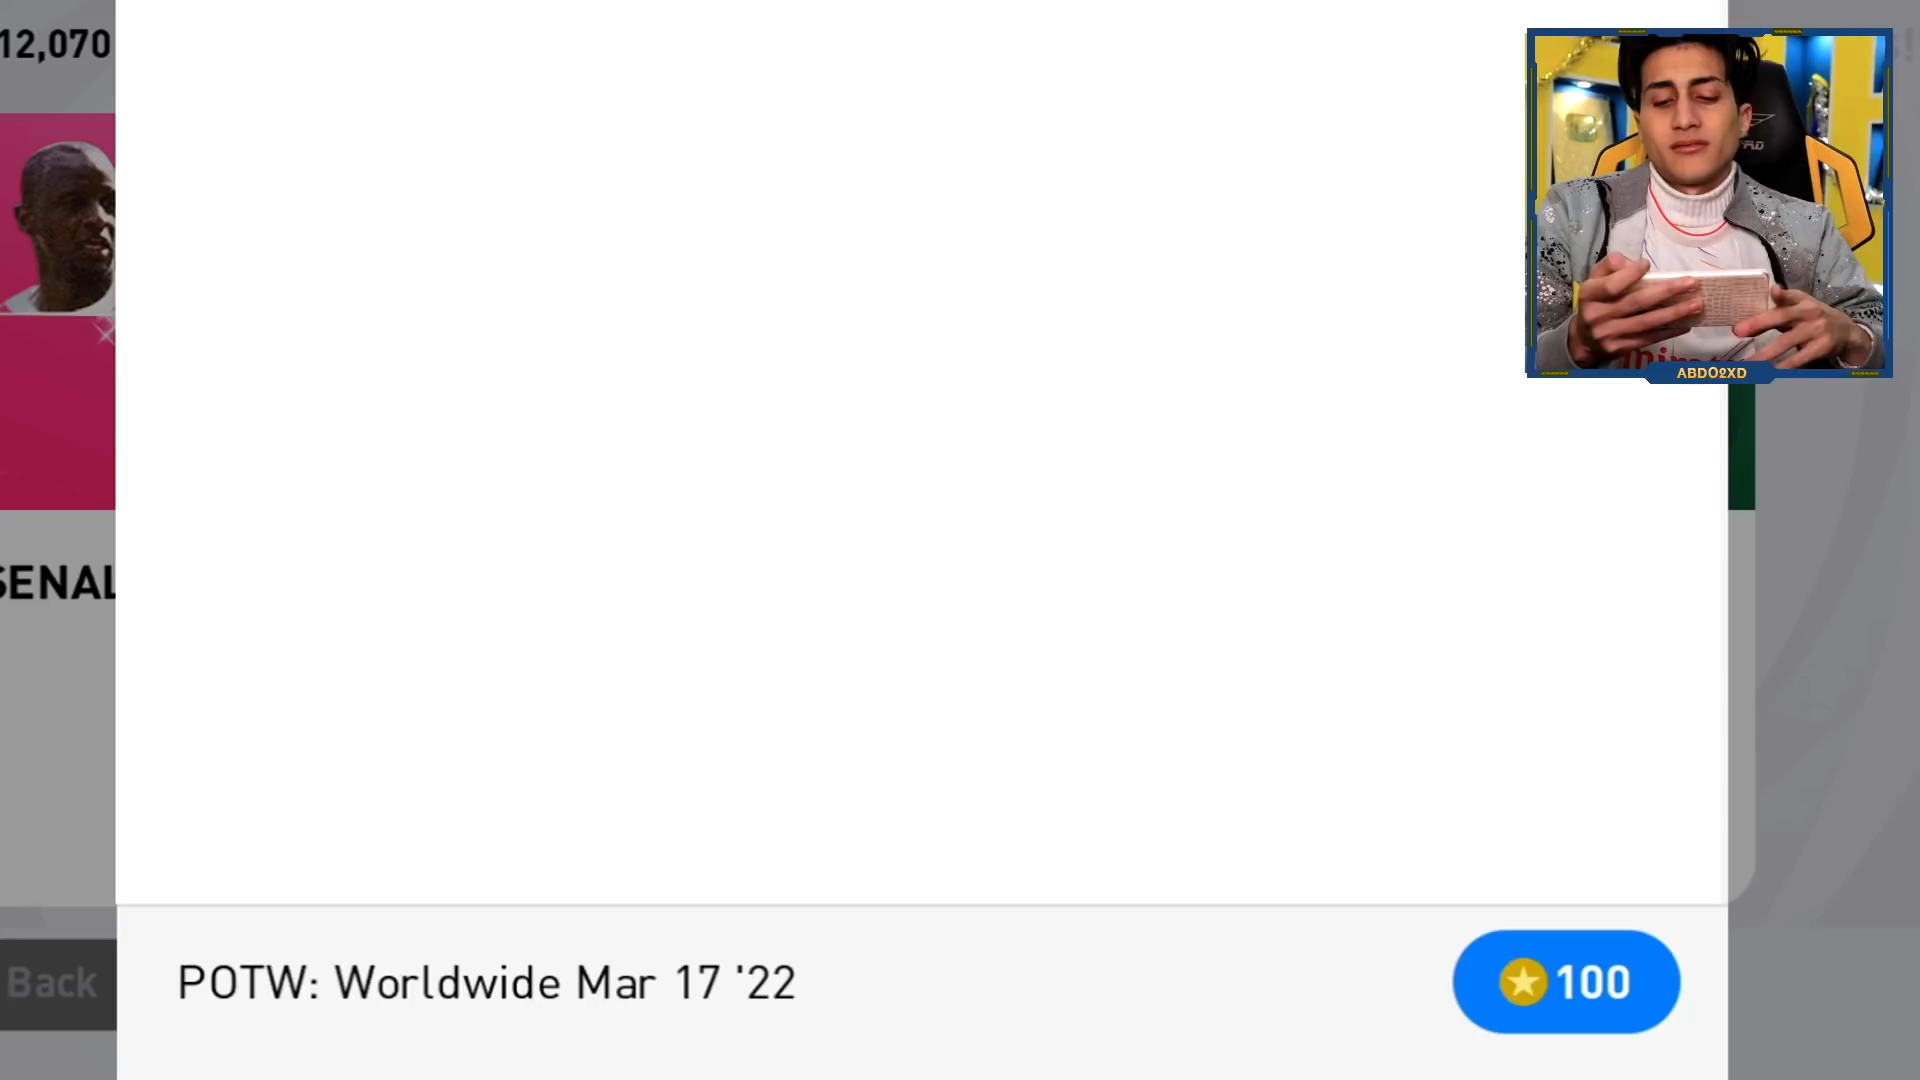 12,070
SENAL
ABDO2XD
Back
POTW: Worldwide Mar 17 '22
100